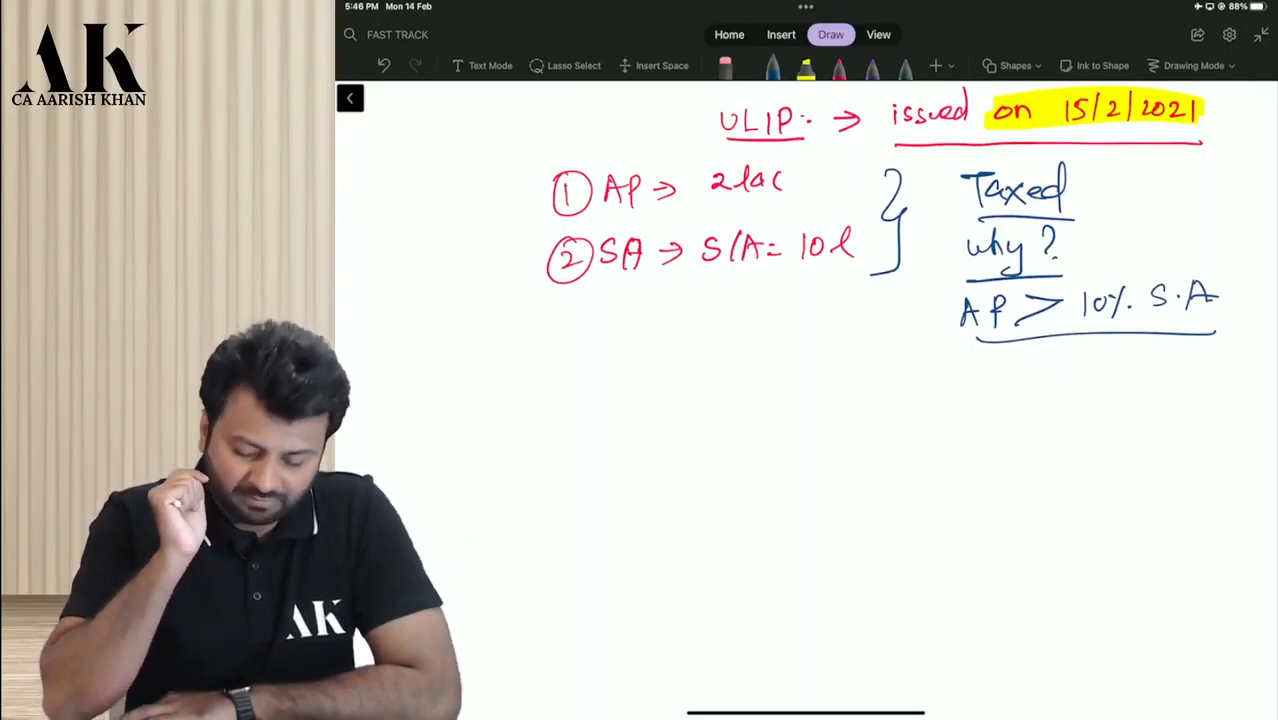 5:46 PM Mon 14 Feb
88%
AK
CA AARISH KHAN
FAST TRACK
Home Insert Draw View
Text Mode Lasso Select Insert Space Shapes Ink to Shape Drawing Mode
ULIP:- → issued on 15/2/2021
① AP → 2 lac
② SA → S/A = 10 l
Taxed
why?
AP > 10%. S.A
AK